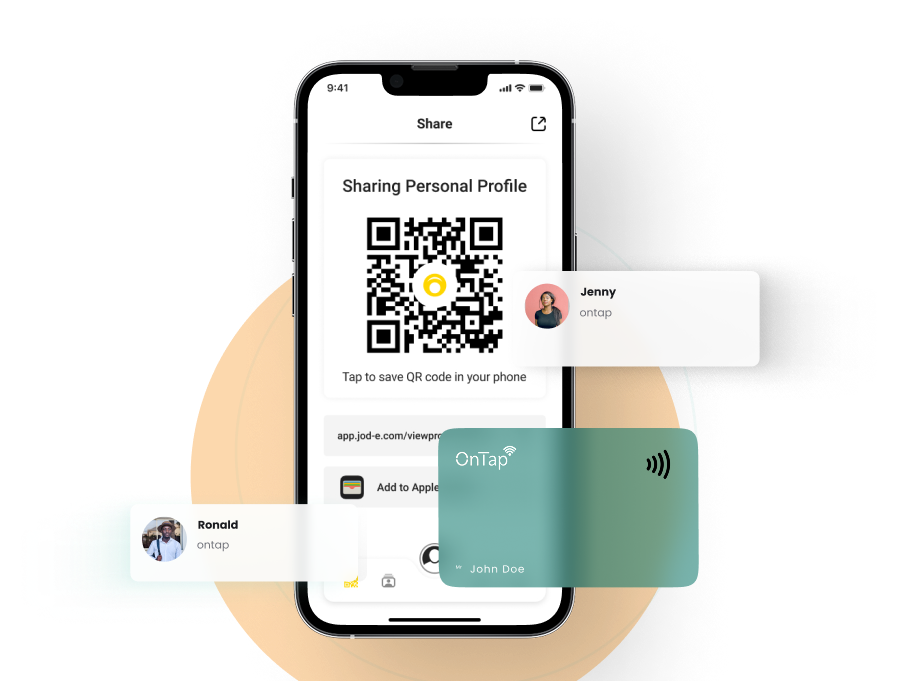 9:41
Share
Sharing Personal Profile
Tap to save QR code in your phone
Jenny
ontap
app.jod-e.com/viewpro
OnTap
Add to Apple
Ronald
ontap
John Doe